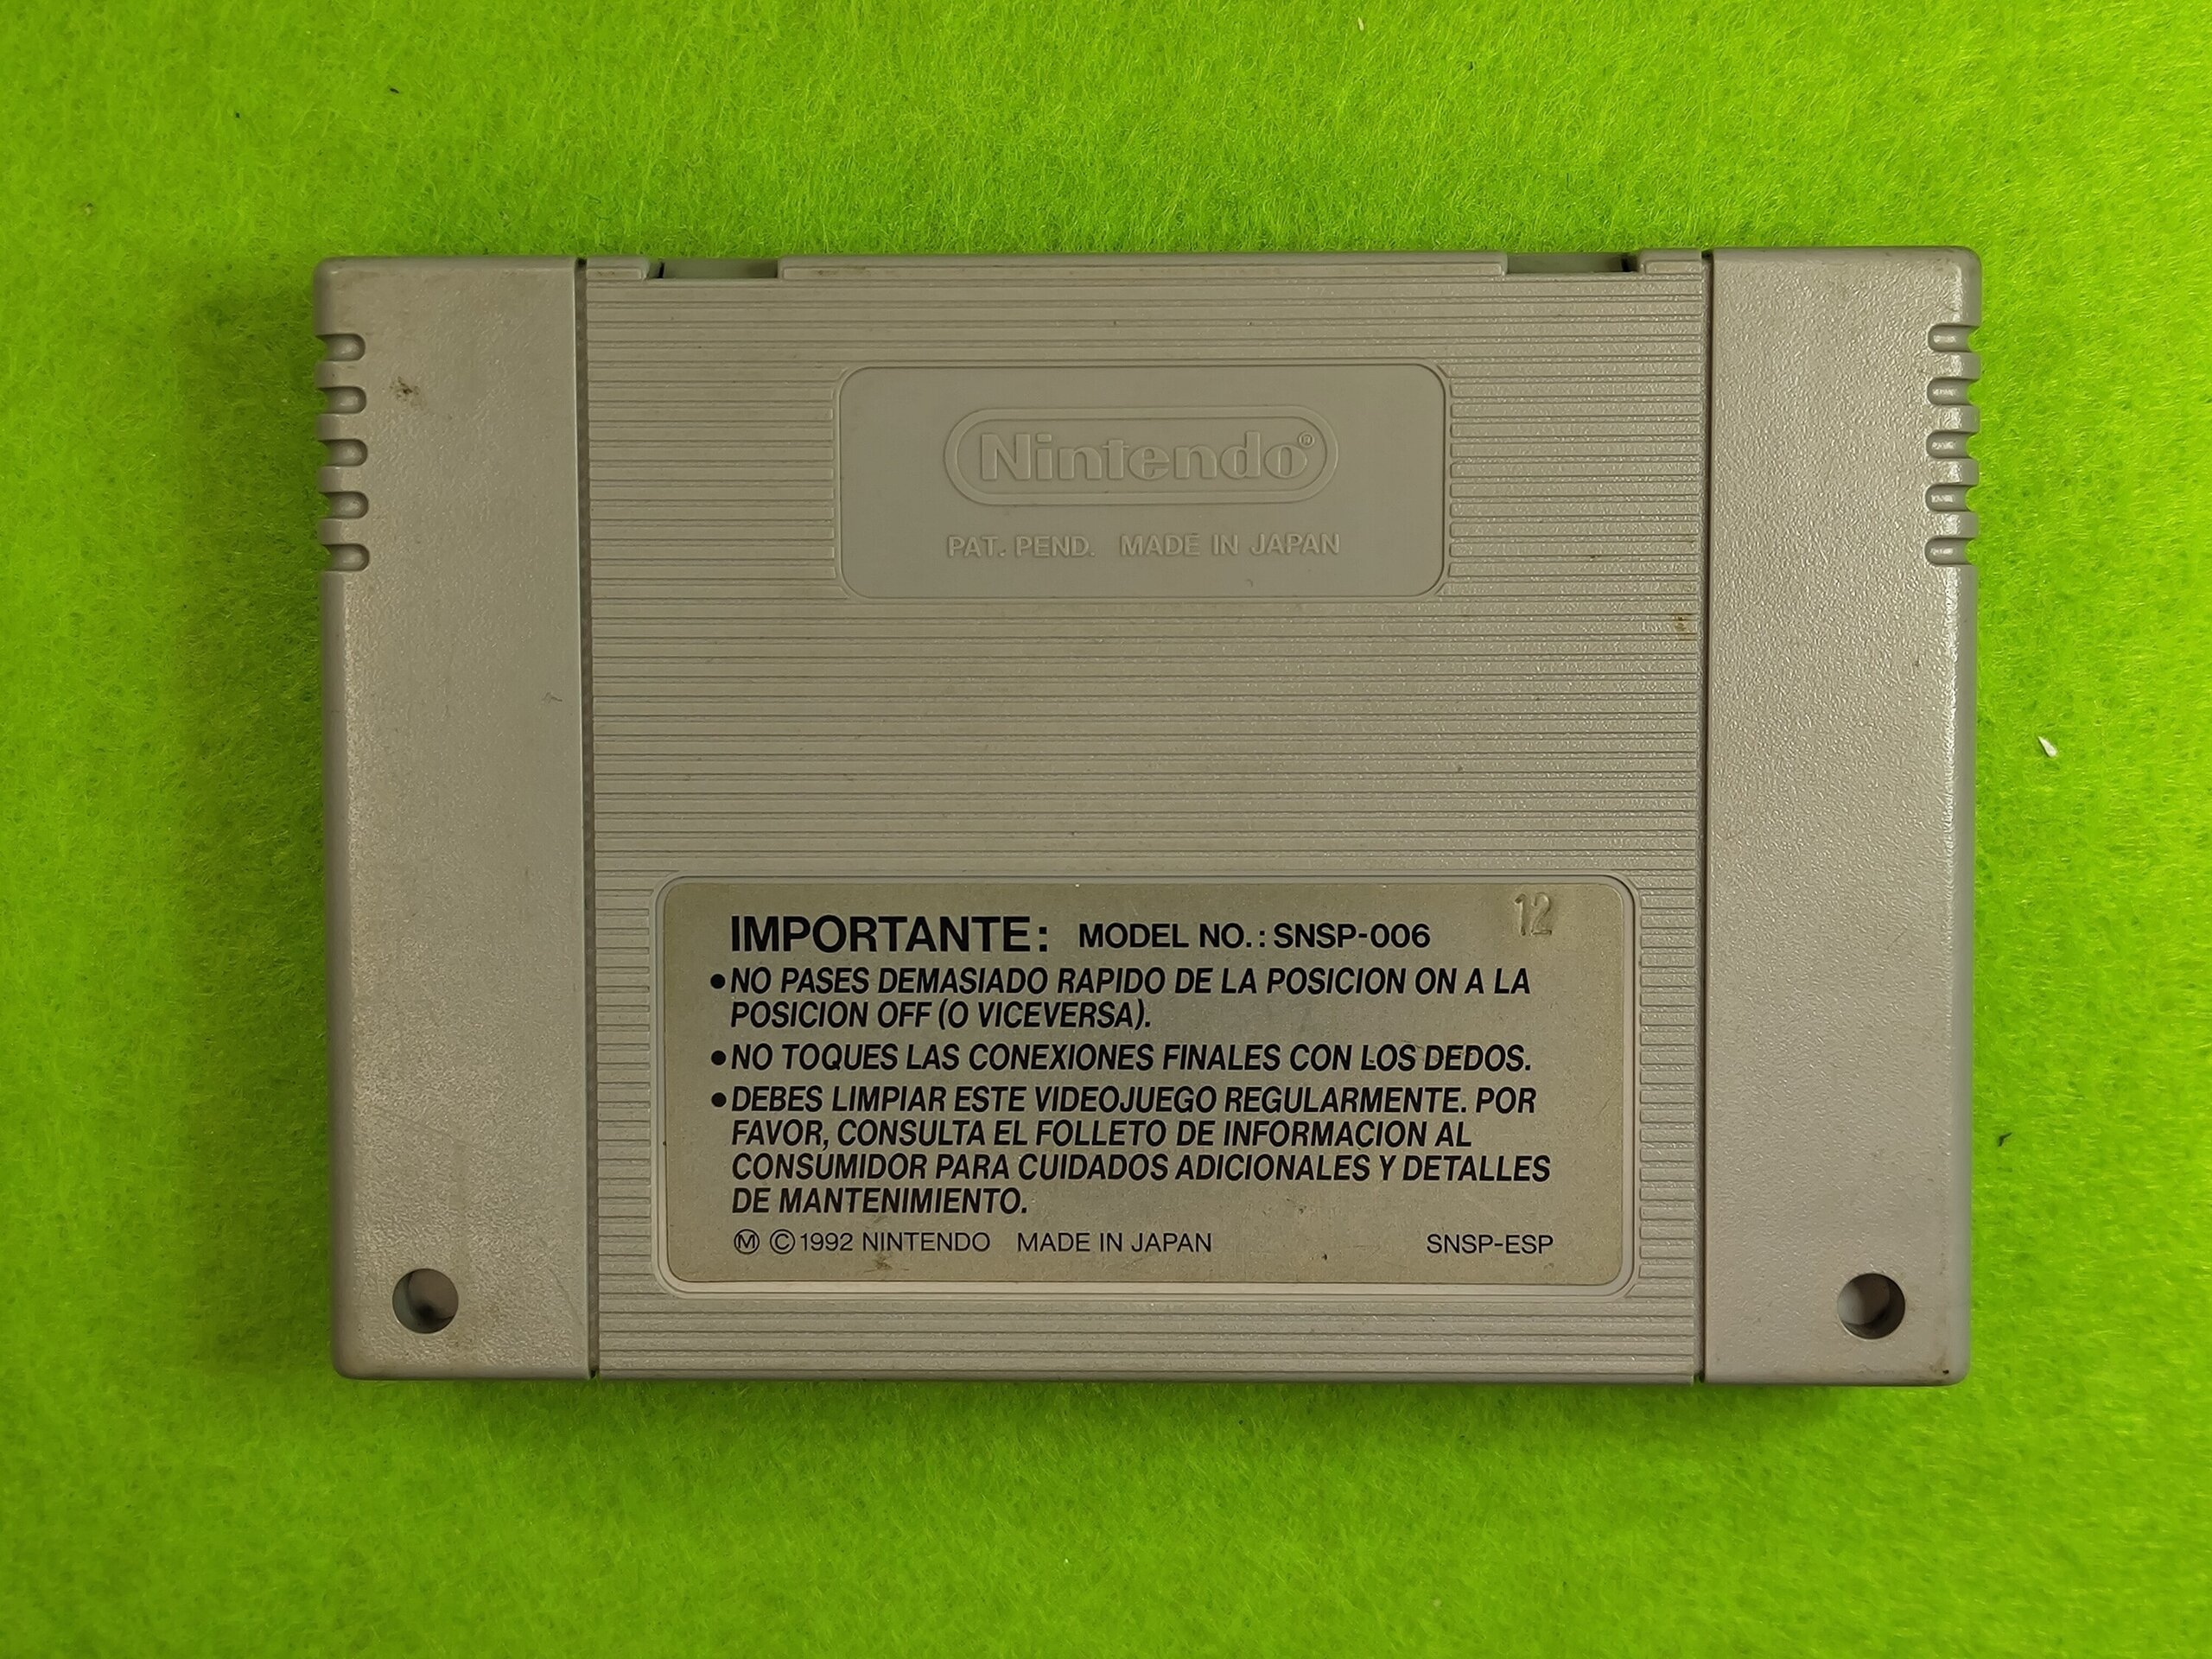 Nintendo®
PAT. PEND. MADE IN JAPAN
12
IMPORTANTE: MODEL NO.: SNSP-006
●NO PASES DEMASIADO RAPIDO DE LA POSICION ON A LA
POSICION OFF (O VICEVERSA).
●NO TOQUES LAS CONEXIONES FINALES CON LOS DEDOS.
●DEBES LIMPIAR ESTE VIDEOJUEGO REGULARMENTE. POR
FAVOR, CONSULTA EL FOLLETO DE INFORMACION AL
CONSUMIDOR PARA CUIDADOS ADICIONALES Y DETALLES
DE MANTENIMIENTO.
Ⓜ ©1992 NINTENDO MADE IN JAPAN SNSP-ESP